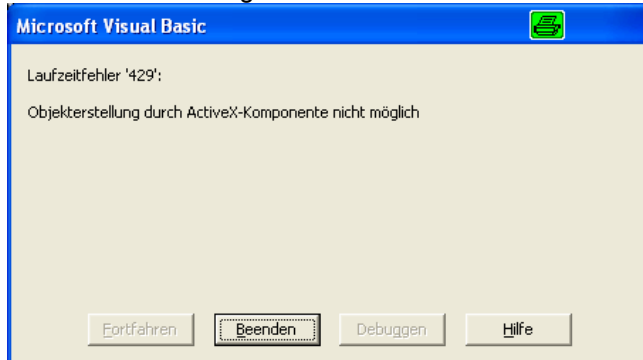 Microsoft Visual Basic
Laufzeitfehler '429':
Objekterstellung durch ActiveX-Komponente nicht möglich
Fortfahren
Beenden
Debuggen
Hilfe